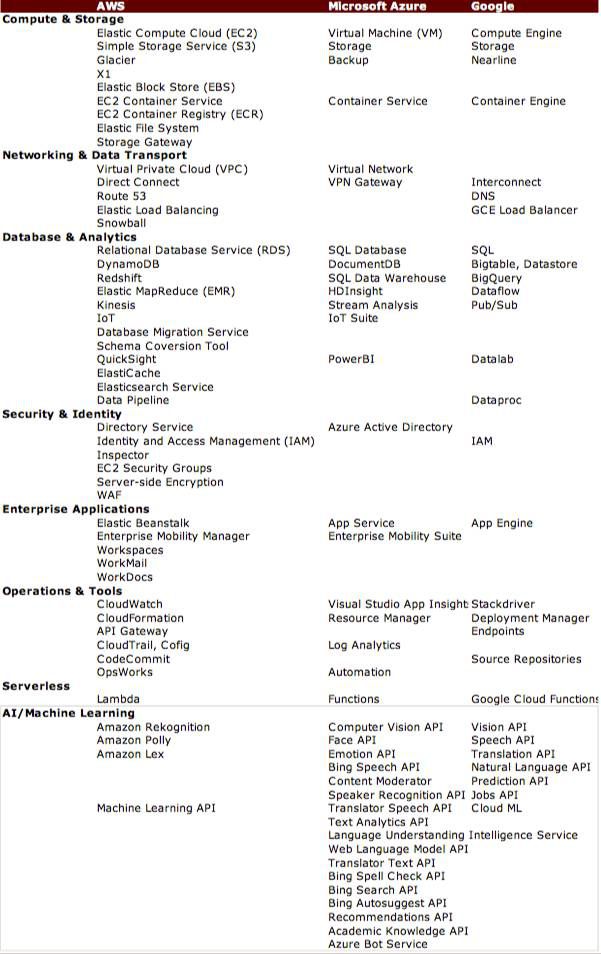 AWS Microsoft Azure Google
Compute & Storage
Elastic Compute Cloud (EC2) Virtual Machine (VM) Compute Engine
Simple Storage Service (S3) Storage Storage
Glacier Backup Nearline
X1
Elastic Block Store (EBS)
EC2 Container Service Container Service Container Engine
EC2 Container Registry (ECR)
Elastic File System
Storage Gateway
Networking & Data Transport
Virtual Private Cloud (VPC) Virtual Network
Direct Connect VPN Gateway Interconnect
Route 53 DNS
Elastic Load Balancing GCE Load Balancer
Snowball
Database & Analytics
Relational Database Service (RDS) SQL Database SQL
DynamoDB DocumentDB Bigtable, Datastore
Redshift SQL Data Warehouse BigQuery
Elastic MapReduce (EMR) HDInsight Dataflow
Kinesis Stream Analysis Pub/Sub
IoT IoT Suite
Database Migration Service
Schema Coversion Tool
QuickSight PowerBI Datalab
ElastiCache
Elasticsearch Service
Data Pipeline Dataproc
Security & Identity
Directory Service Azure Active Directory
Identity and Access Management (IAM) IAM
Inspector
EC2 Security Groups
Server-side Encryption
WAF
Enterprise Applications
Elastic Beanstalk App Service App Engine
Enterprise Mobility Manager Enterprise Mobility Suite
Workspaces
WorkMail
WorkDocs
Operations & Tools
CloudWatch Visual Studio App Insight Stackdriver
CloudFormation Resource Manager Deployment Manager
API Gateway Endpoints
CloudTrail, Cofig Log Analytics
CodeCommit Source Repositories
OpsWorks Automation
Serverless
Lambda Functions Google Cloud Functions
AI/Machine Learning
Amazon Rekognition Computer Vision API Vision API
Amazon Polly Face API Speech API
Amazon Lex Emotion API Translation API
Bing Speech API Natural Language API
Content Moderator Prediction API
Speaker Recognition API Jobs API
Machine Learning API Translator Speech API Cloud ML
Text Analytics API
Language Understanding Intelligence Service
Web Language Model API
Translator Text API
Bing Spell Check API
Bing Search API
Bing Autosuggest API
Recommendations API
Academic Knowledge API
Azure Bot Service